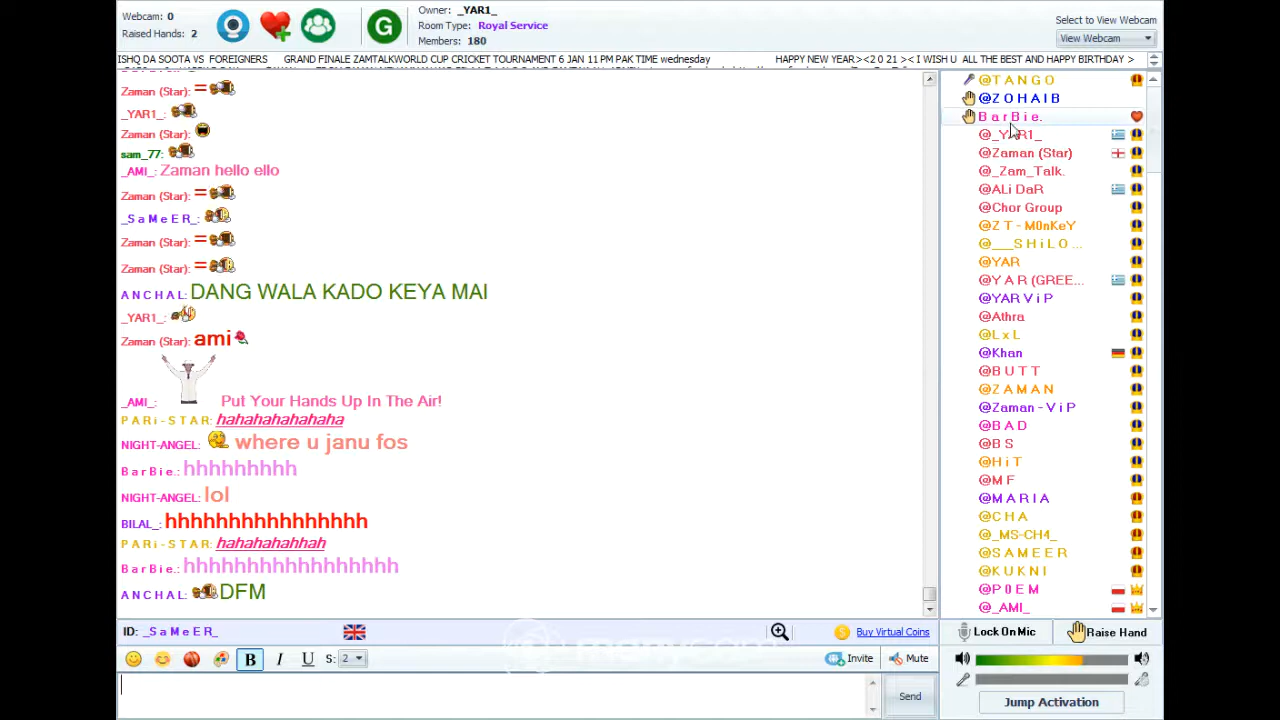 Webcam: 0
Raised Hands: 2
G
Owner: _YAR1_
Room Type: Royal Service
Members: 180
Select to View Webcam
View Webcam
ISHQ DA SOOTA VS FOREIGNERS GRAND FINALE ZAMTALKWORLD CUP CRICKET TOURNAMENT 6 JAN 11 PM PAK TIME wednesday HAPPY NEW YEAR><2 0 21 >< I WISH U ALL THE BEST AND HAPPY BIRTHDAY >
Zaman (Star): =
_YAR1_:
Zaman (Star):
sam_77:
_AMI_: Zaman hello ello
Zaman (Star): =
_S a M e E R_:
Zaman (Star): =
Zaman (Star): =
A N C H A L: DANG WALA KADO KEYA MAI
_YAR1_:
Zaman (Star): ami
_AMI_: Put Your Hands Up In The Air!
P A R i - S T A R: hahahahahahaha
NIGHT-ANGEL: where u janu fos
B a r B i e.: hhhhhhhhh
NIGHT-ANGEL: lol
BILAL_: hhhhhhhhhhhhhhhh
P A R i - S T A R: hahahahahhah
B a r B i e.: hhhhhhhhhhhhhhhhh
A N C H A L: DFM
@T A N G O
@Z O H A I B
B a r B i e.
@_YAR1_
@Zaman (Star)
@_Zam_Talk.
@ALi DaR
@Chor Group
@Z T - M0nKeY
@___S H i L O ...
@YAR
@Y A R (GREE...
@YAR V i P
@Athra
@L x L
@Khan
@B U T T
@Z A M A N
@Zaman - V i P
@B A D
@B S
@H i T
@M F
@M A R I A
@C H A
@_MS-CH4_
@S A M E E R
@K U K N I
@P 0 E M
@_AMI_
ID: _S a M e E R_
Buy Virtual Coins
Lock On Mic
Raise Hand
B I U S: 2
Invite
Mute
Send
Jump Activation